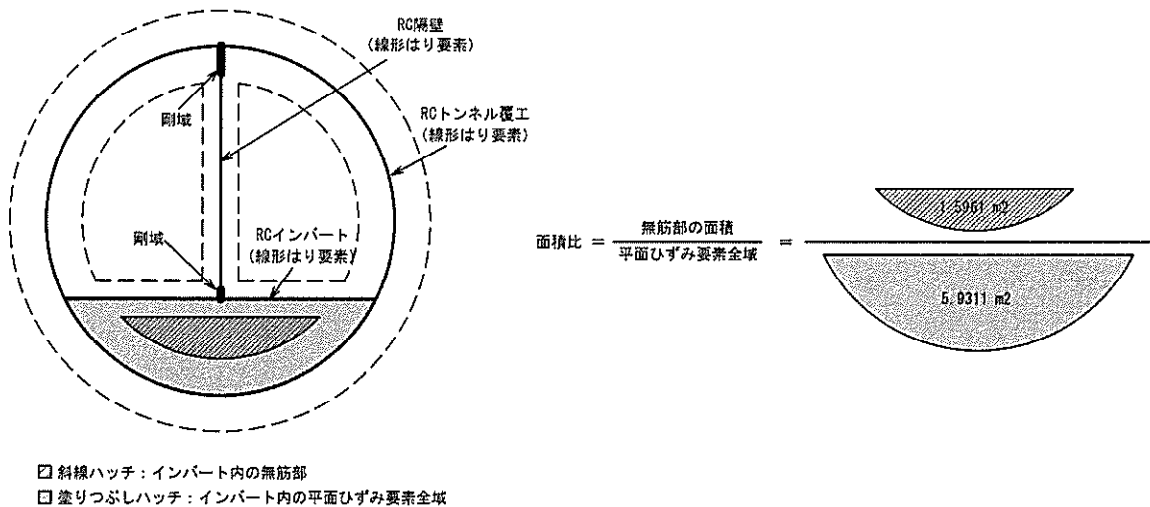 RC隔壁
(線形はり要素)
剛域
RCトンネル覆工
(線形はり要素)
剛域
RCインバート
(線形はり要素)
面積比 = 無筋部の面積 =
平面ひずみ要素全域
1.5961 m2
5.9311 m2
斜線ハッチ：インバート内の無筋部
塗りつぶしハッチ：インバート内の平面ひずみ要素全域